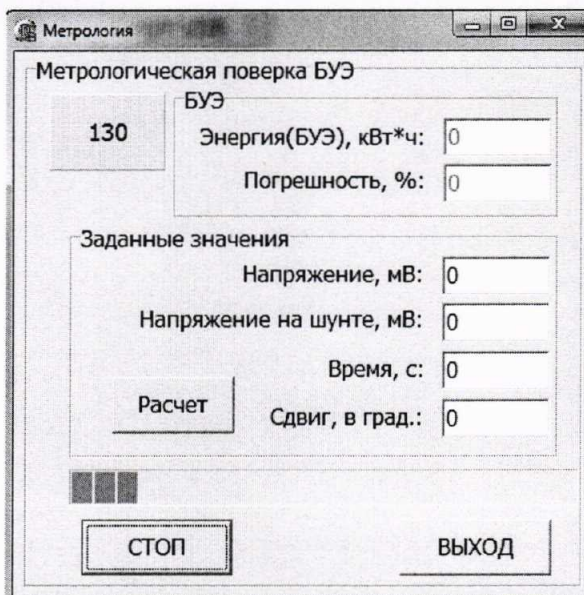 Метрология
Метрологическая поверка БУЭ
130
БУЭ
Энергия(БУЭ), кВт*ч: 0
Погрешность, %: 0
Заданные значения
Напряжение, мВ: 0
Напряжение на шунте, мВ: 0
Время, с: 0
Расчет
Сдвиг, в град.: 0
СТОП
ВЫХОД